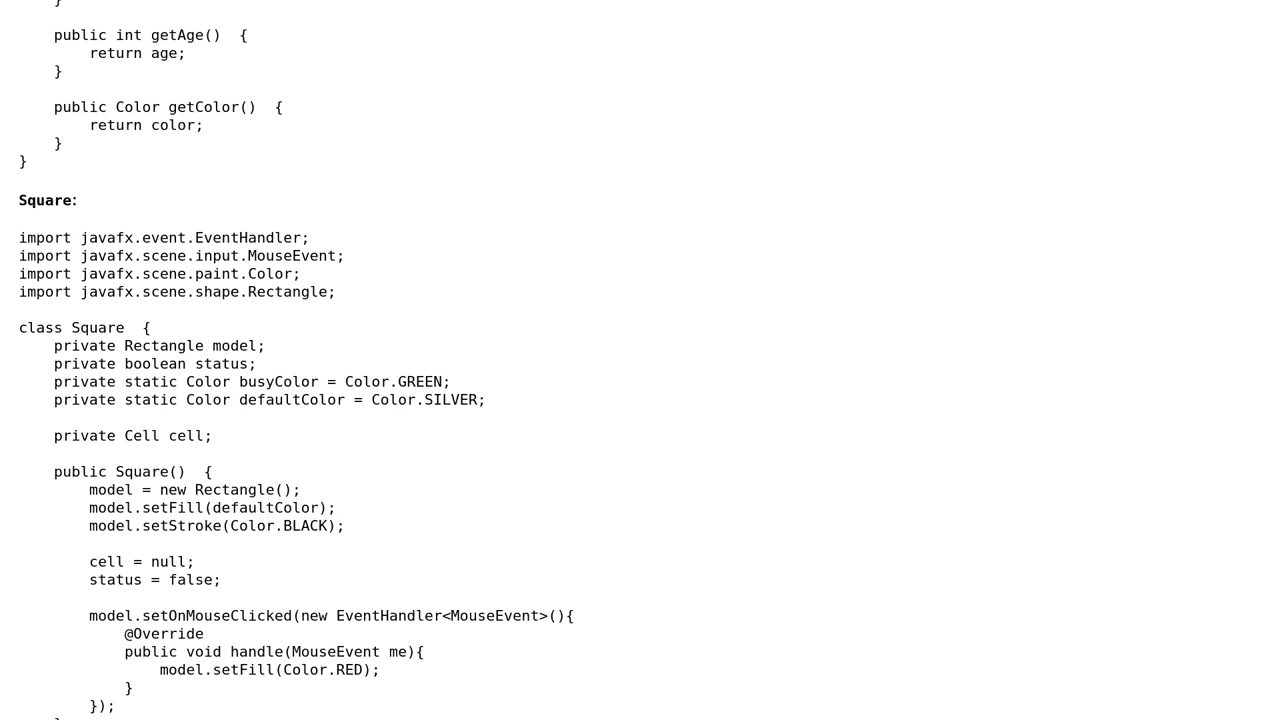 }
    public int getAge()  {
        return age;
    }
    public Color getColor()  {
        return color;
    }
}
Square:
import javafx.event.EventHandler;
import javafx.scene.input.MouseEvent;
import javafx.scene.paint.Color;
import javafx.scene.shape.Rectangle;
class Square  {
    private Rectangle model;
    private boolean status;
    private static Color busyColor = Color.GREEN;
    private static Color defaultColor = Color.SILVER;
    private Cell cell;
    public Square()  {
        model = new Rectangle();
        model.setFill(defaultColor);
        model.setStroke(Color.BLACK);
        cell = null;
        status = false;
        model.setOnMouseClicked(new EventHandler<MouseEvent>(){
            @Override
            public void handle(MouseEvent me){
                model.setFill(Color.RED);
            }
        });